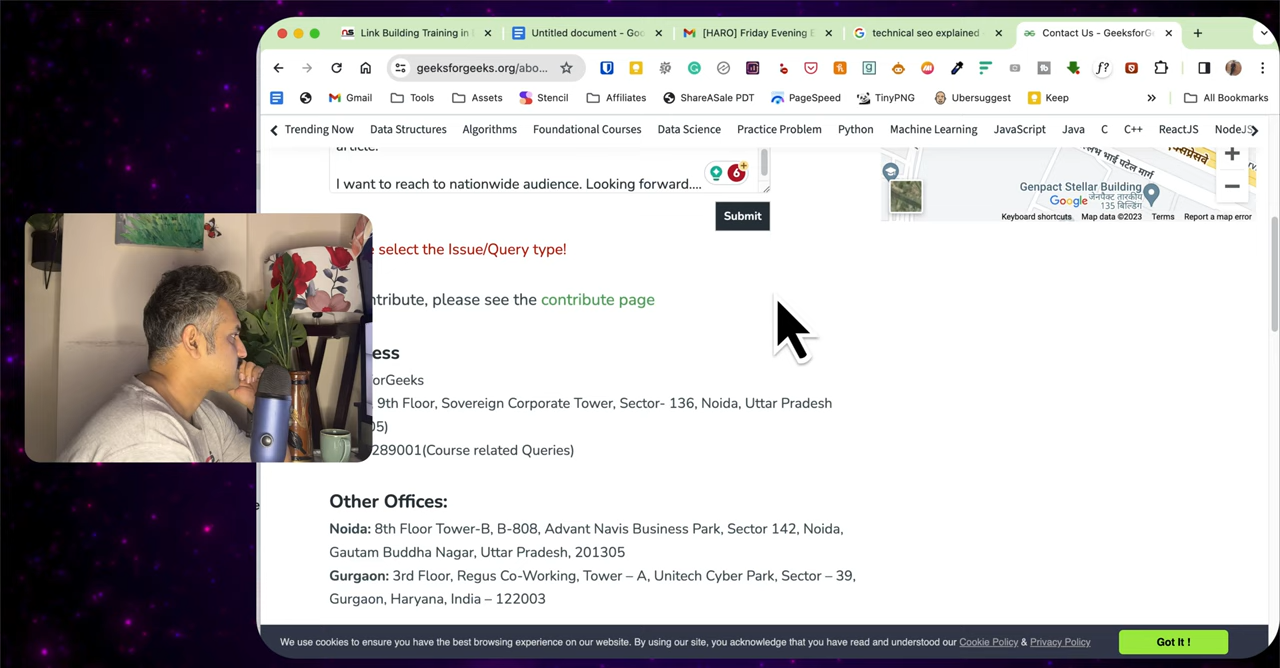 Link Building Training in
Untitled document - Goo
[HARO] Friday Evening E
technical seo explained -
Contact Us - GeeksforGe
geeksforgeeks.org/abo...
Gmail
Tools
Assets
Stencil
Affiliates
ShareASale PDT
PageSpeed
TinyPNG
Ubersuggest
Keep
All Bookmarks
Trending Now
Data Structures
Algorithms
Foundational Courses
Data Science
Practice Problem
Python
Machine Learning
JavaScript
Java
C
C++
ReactJS
NodeJS
article.
I want to reach to nationwide audience. Looking forward....
6
Submit
select the Issue/Query type!
ntribute, please see the contribute page
ess
orGeeks
9th Floor, Sovereign Corporate Tower, Sector- 136, Noida, Uttar Pradesh
05)
289001(Course related Queries)
Other Offices:
Noida: 8th Floor Tower-B, B-808, Advant Navis Business Park, Sector 142, Noida,
Gautam Buddha Nagar, Uttar Pradesh, 201305
Gurgaon: 3rd Floor, Regus Co-Working, Tower – A, Unitech Cyber Park, Sector – 39,
Gurgaon, Haryana, India – 122003
Genpact Stellar Building
जेनपैक्ट तारकीय
135 बिल्डिंग
Google
Keyboard shortcuts
Map data ©2023
Terms
Report a map error
We use cookies to ensure you have the best browsing experience on our website. By using our site, you acknowledge that you have read and understood our Cookie Policy & Privacy Policy
Got It !